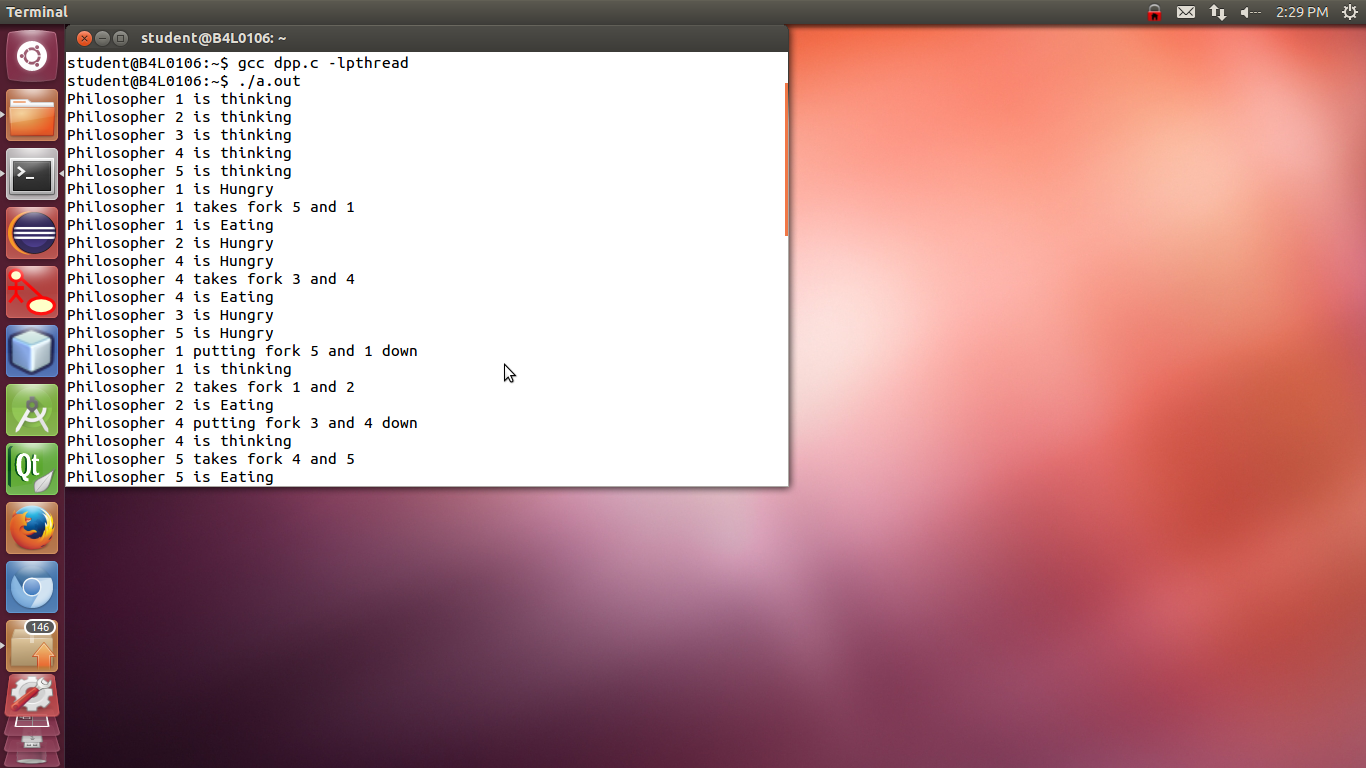 Terminal
2:29 PM
student@B4L0106: ~
student@B4L0106:~$ gcc dpp.c -lpthread
student@B4L0106:~$ ./a.out
Philosopher 1 is thinking
Philosopher 2 is thinking
Philosopher 3 is thinking
Philosopher 4 is thinking
Philosopher 5 is thinking
Philosopher 1 is Hungry
Philosopher 1 takes fork 5 and 1
Philosopher 1 is Eating
Philosopher 2 is Hungry
Philosopher 4 is Hungry
Philosopher 4 takes fork 3 and 4
Philosopher 4 is Eating
Philosopher 3 is Hungry
Philosopher 5 is Hungry
Philosopher 1 putting fork 5 and 1 down
Philosopher 1 is thinking
Philosopher 2 takes fork 1 and 2
Philosopher 2 is Eating
Philosopher 4 putting fork 3 and 4 down
Philosopher 4 is thinking
Philosopher 5 takes fork 4 and 5
Philosopher 5 is Eating
>_
Qt
146